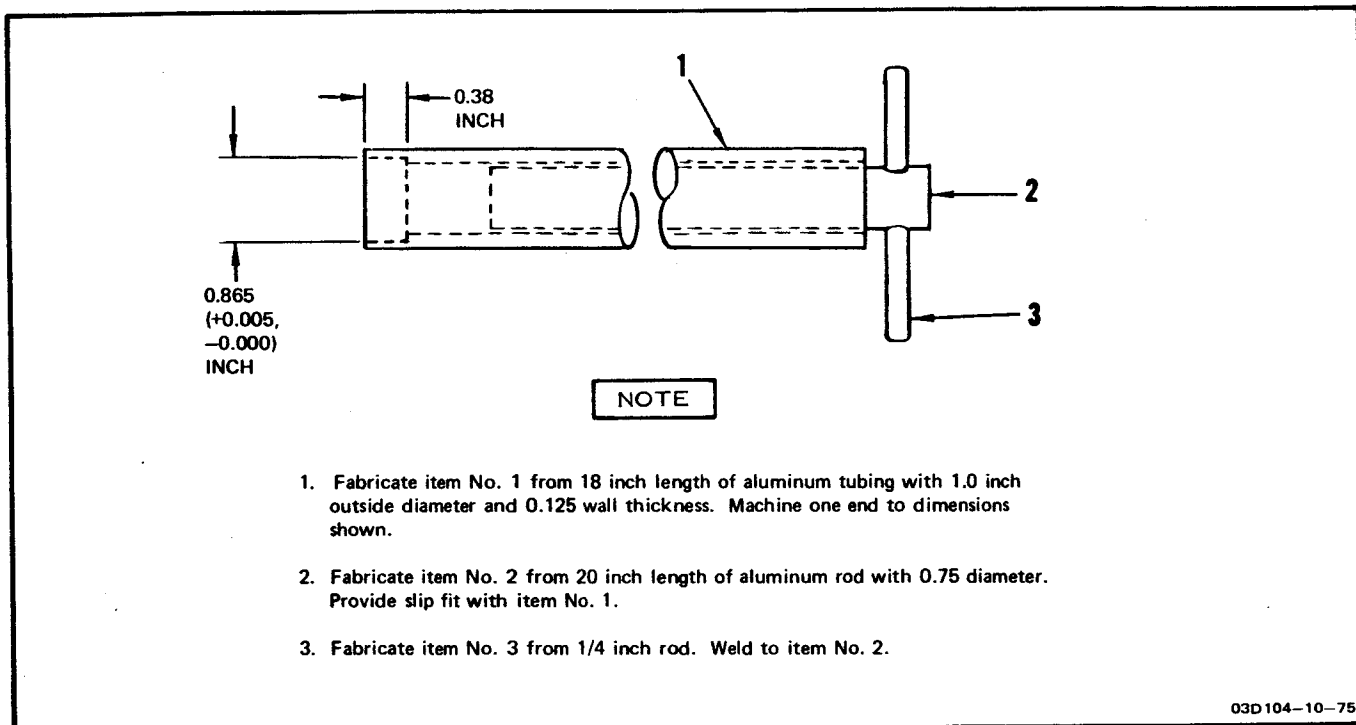 1
0.38
INCH
2
0.865
(+0.005,
−0.000)
INCH
3
NOTE
1. Fabricate item No. 1 from 18 inch length of aluminum tubing with 1.0 inch
outside diameter and 0.125 wall thickness. Machine one end to dimensions
shown.
2. Fabricate item No. 2 from 20 inch length of aluminum rod with 0.75 diameter.
Provide slip fit with item No. 1.
3. Fabricate item No. 3 from 1/4 inch rod. Weld to item No. 2.
03D104−10−75